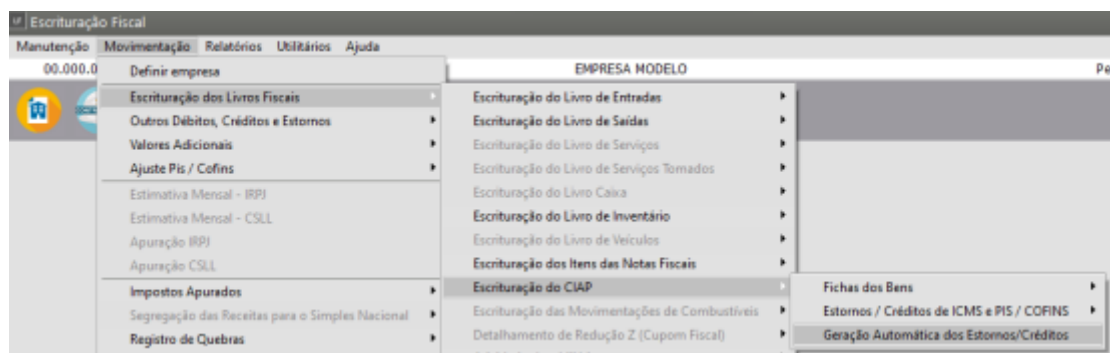 Escrituração Fiscal
Manutenção Movimentação Relatórios Utilitários Ajuda
00.000.0
EMPRESA MODELO
Pe
Definir empresa
Escrituração dos Livros Fiscais
Outros Débitos, Créditos e Estornos
Valores Adicionais
Ajuste Pis / Cofins
Estimativa Mensal - IRPJ
Estimativa Mensal - CSLL
Apuração IRPJ
Apuração CSLL
Impostos Apurados
Segregação das Receitas para o Simples Nacional
Registro de Quebras
Escrituração do Livro de Entradas
Escrituração do Livro de Saídas
Escrituração do Livro de Serviços
Escrituração do Livro de Serviços Tomados
Escrituração do Livro Caixa
Escrituração do Livro de Inventário
Escrituração do Livro de Veículos
Escrituração dos Itens das Notas Fiscais
Escrituração do CIAP
Escrituração das Movimentações de Combustíveis
Detalhamento de Redução Z (Cupom Fiscal)
Fichas dos Bens
Estornos / Créditos de ICMS e PIS / COFINS
Geração Automática dos Estornos/Créditos